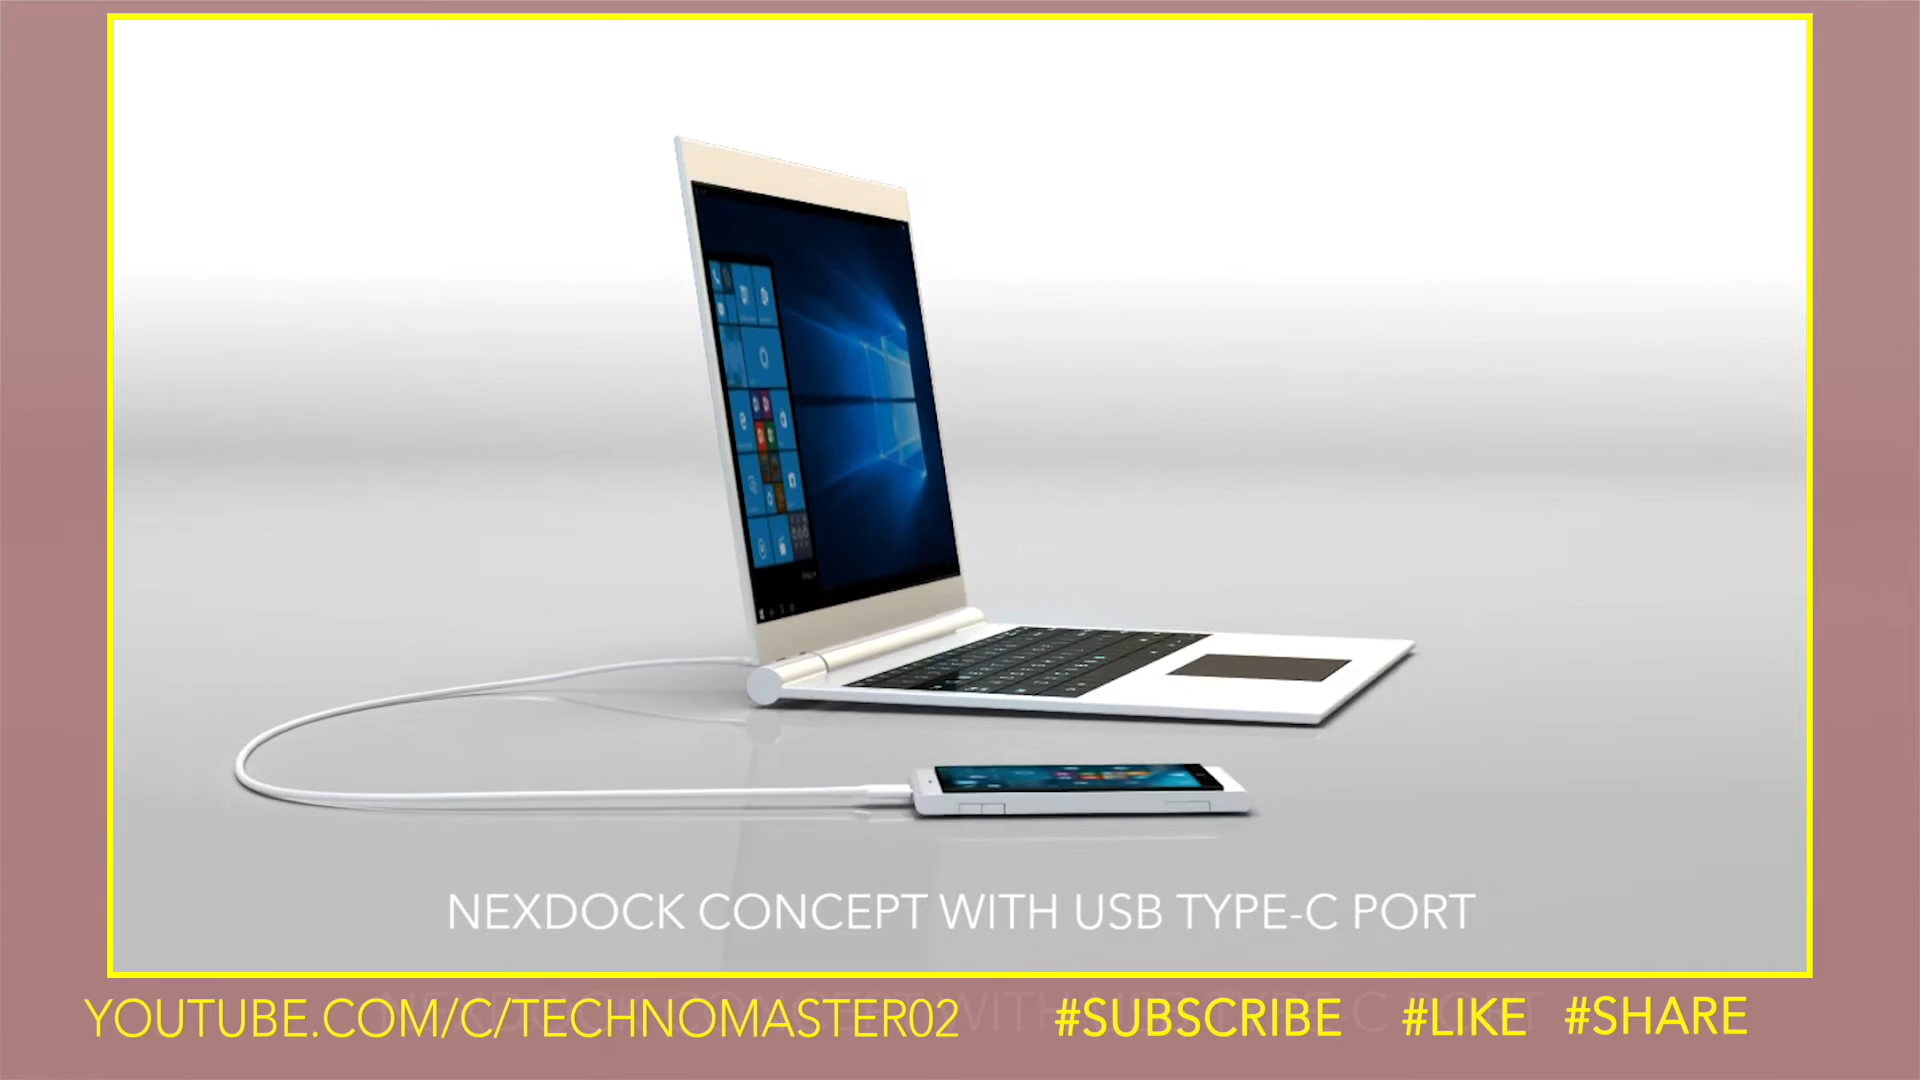 NEXDOCK CONCEPT WITH USB TYPE-C PORT
YOUTUBE.COM/C/TECHNOMASTER02 #SUBSCRIBE #LIKE #SHARE